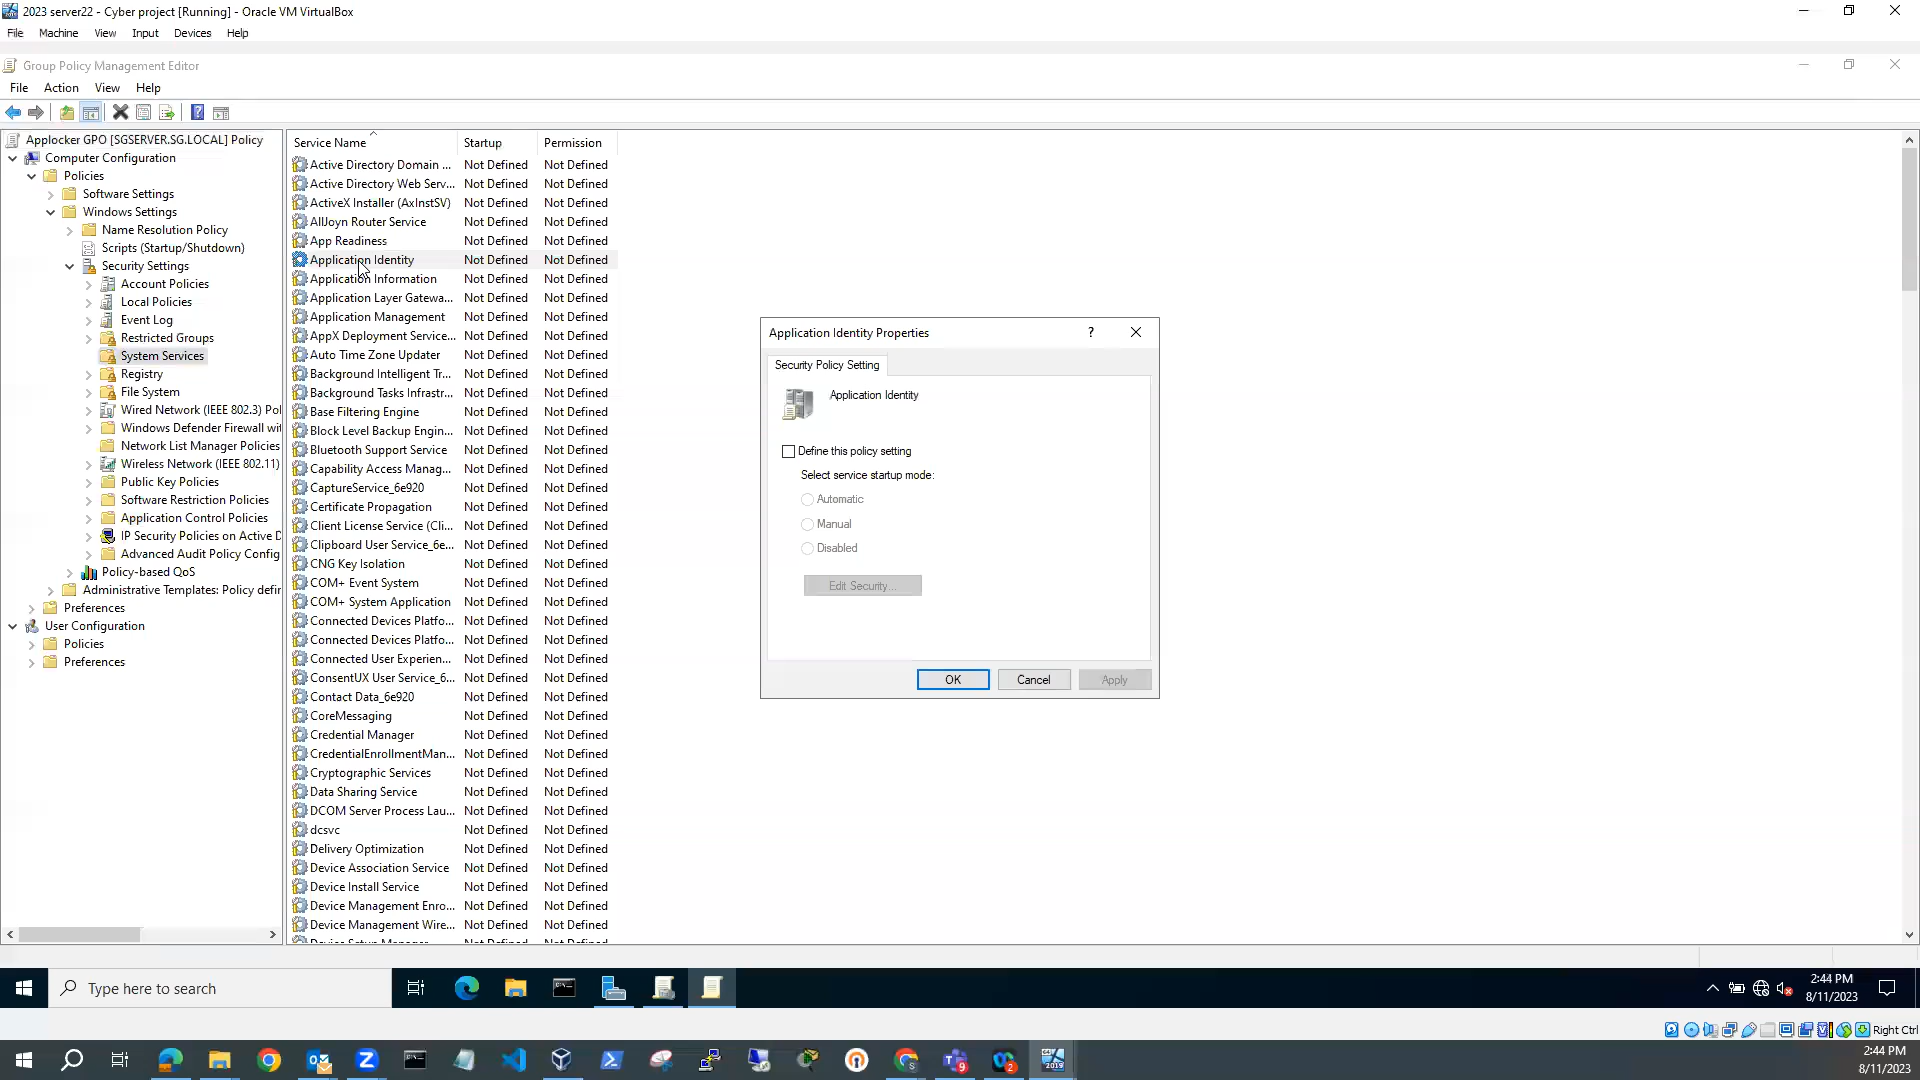 2023 server22 - Cyber project [Running] - Oracle VM VirtualBox
File Machine View Input Devices Help
Group Policy Management Editor
File Action View Help
Applocker GPO [SGSERVER.SG.LOCAL] Policy
Computer Configuration
Policies
Software Settings
Windows Settings
Name Resolution Policy
Scripts (Startup/Shutdown)
Security Settings
Account Policies
Local Policies
Event Log
Restricted Groups
System Services
Registry
File System
Wired Network (IEEE 802.3) Pol
Windows Defender Firewall wit
Network List Manager Policies
Wireless Network (IEEE 802.11)
Public Key Policies
Software Restriction Policies
Application Control Policies
IP Security Policies on Active D
Advanced Audit Policy Config
Policy-based QoS
Administrative Templates: Policy defin
Preferences
User Configuration
Policies
Preferences
Service Name Startup Permission
Active Directory Domain ... Not Defined Not Defined
Active Directory Web Serv... Not Defined Not Defined
ActiveX Installer (AxInstSV) Not Defined Not Defined
AllJoyn Router Service Not Defined Not Defined
App Readiness Not Defined Not Defined
Application Identity Not Defined Not Defined
Application Information Not Defined Not Defined
Application Layer Gatewa... Not Defined Not Defined
Application Management Not Defined Not Defined
AppX Deployment Service... Not Defined Not Defined
Auto Time Zone Updater Not Defined Not Defined
Background Intelligent Tr... Not Defined Not Defined
Background Tasks Infrastr... Not Defined Not Defined
Base Filtering Engine Not Defined Not Defined
Block Level Backup Engin... Not Defined Not Defined
Bluetooth Support Service Not Defined Not Defined
Capability Access Manag... Not Defined Not Defined
CaptureService_6e920 Not Defined Not Defined
Certificate Propagation Not Defined Not Defined
Client License Service (Cli... Not Defined Not Defined
Clipboard User Service_6e... Not Defined Not Defined
CNG Key Isolation Not Defined Not Defined
COM+ Event System Not Defined Not Defined
COM+ System Application Not Defined Not Defined
Connected Devices Platfo... Not Defined Not Defined
Connected Devices Platfo... Not Defined Not Defined
Connected User Experien... Not Defined Not Defined
ConsentUX User Service_6... Not Defined Not Defined
Contact Data_6e920 Not Defined Not Defined
CoreMessaging Not Defined Not Defined
Credential Manager Not Defined Not Defined
CredentialEnrollmentMan... Not Defined Not Defined
Cryptographic Services Not Defined Not Defined
Data Sharing Service Not Defined Not Defined
DCOM Server Process Lau... Not Defined Not Defined
dcsvc Not Defined Not Defined
Delivery Optimization Not Defined Not Defined
Device Association Service Not Defined Not Defined
Device Install Service Not Defined Not Defined
Device Management Enro... Not Defined Not Defined
Device Management Wire... Not Defined Not Defined
Application Identity Properties
Security Policy Setting
Application Identity
Define this policy setting
Select service startup mode:
Automatic
Manual
Disabled
Edit Security...
OK Cancel Apply
Type here to search
2:44 PM
8/11/2023
Right Ctrl
2:44 PM
8/11/2023